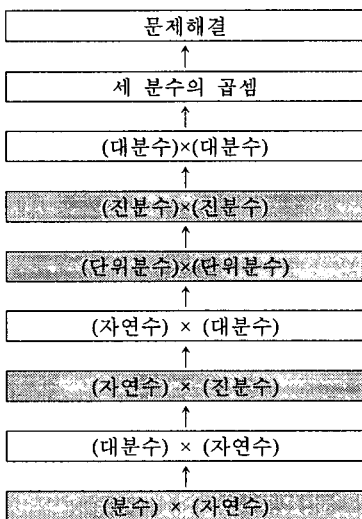 문제해결
세 분수의 곱셈
(대분수)×(대분수)
(진분수)×(진분수)
(단위분수)×(단위분수)
(자연수) × (대분수)
(자연수) × (진분수)
(대분수) × (자연수)
(분수) × (자연수)